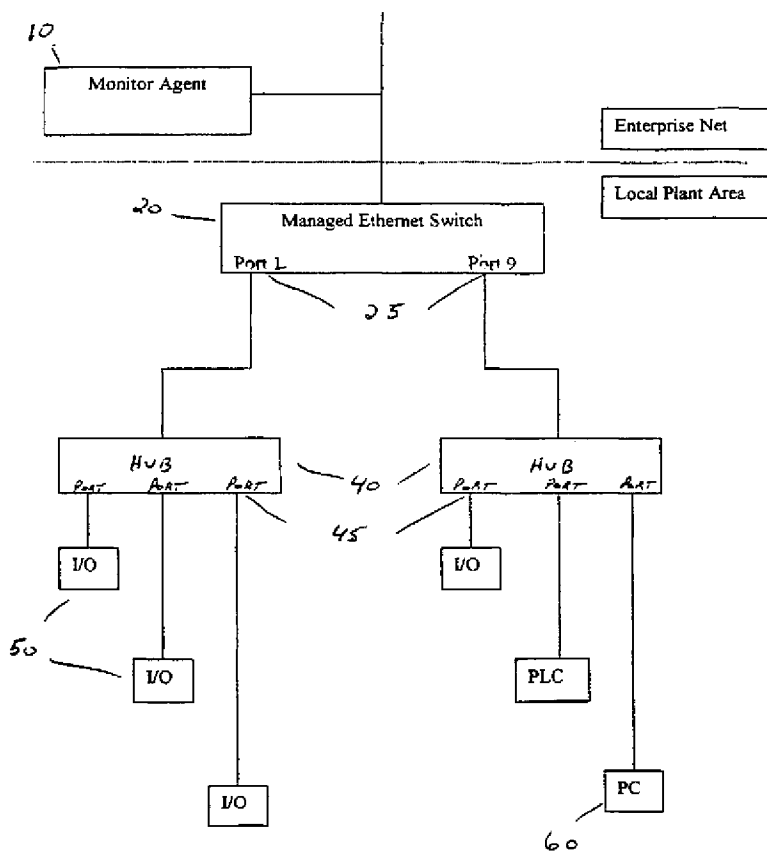 10
Monitor Agent
Enterprise Net
Local Plant Area
20
Managed Ethernet Switch
Port 1 Port 9
25
HUB HUB
40
PORT PORT PORT PORT PORT PORT
45
I/O I/O
50
I/O PLC
I/O PC
60